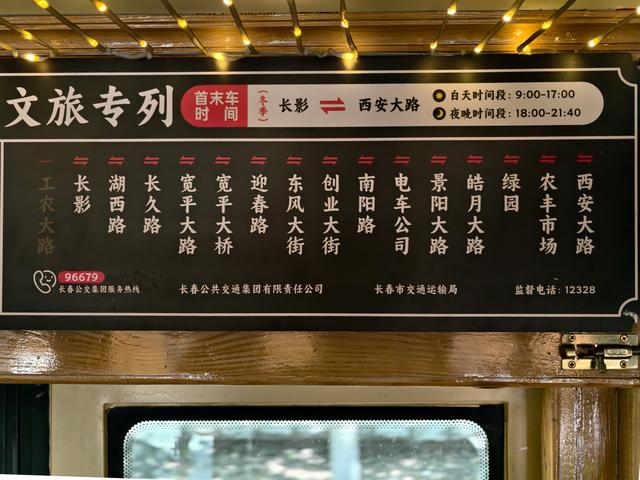 文旅专列
首末车时间
(冬季)
长影 ⇌ 西安大路
白天时间段: 9:00-17:00
夜晚时间段: 18:00-21:40
工农大路
长影
湖西路
长久路
宽平大路
宽平大桥
迎春路
东风大街
创业大街
南阳路
电车公司
景阳大路
皓月大路
绿园
农丰市场
西安大路
96679
长春公交集团服务热线
长春公共交通集团有限责任公司
长春市交通运输局
监督电话: 12328